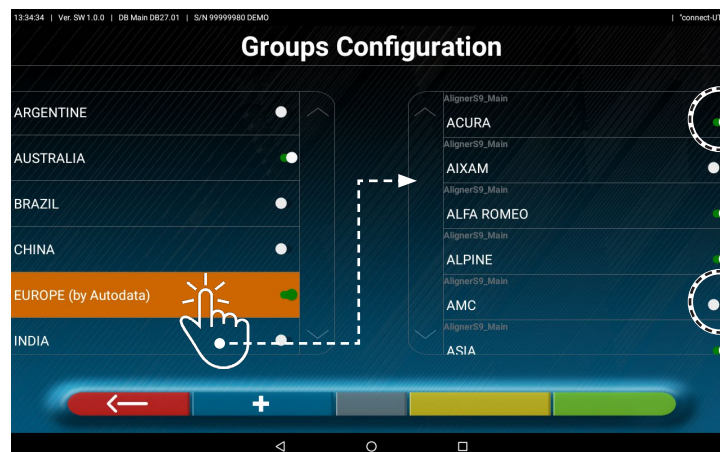 13:34:34 | Ver. SW 1.0.0 | DB Main DB27.01 | S/N 99999980 DEMO | "connect-UT
Groups Configuration
ARGENTINE
AUSTRALIA
BRAZIL
CHINA
EUROPE (by Autodata)
INDIA
AlignerS9_Main
ACURA
AlignerS9_Main
AIXAM
AlignerS9_Main
ALFA ROMEO
AlignerS9_Main
ALPINE
AlignerS9_Main
AMC
AlignerS9_Main
ASIA